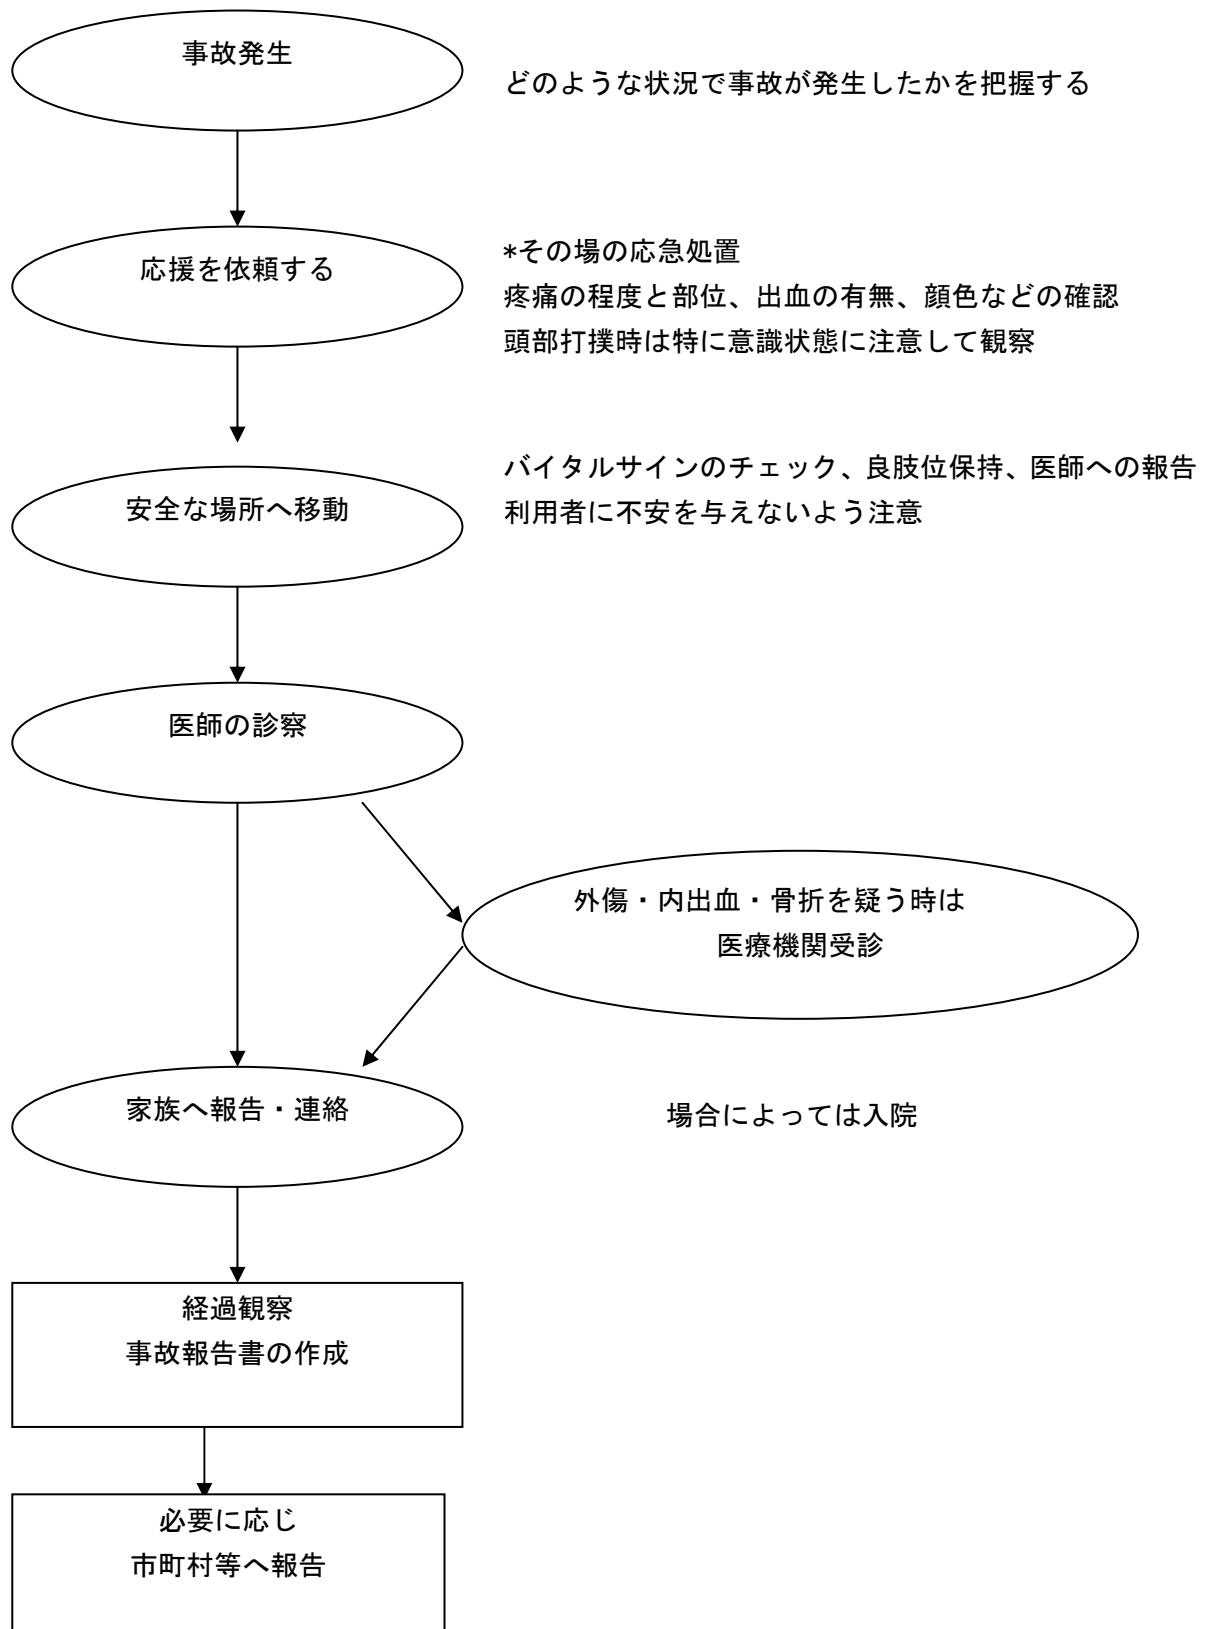 事故発生
どのような状況で事故が発生したかを把握する
応援を依頼する
*その場の応急処置
疼痛の程度と部位、出血の有無、顔色などの確認
頭部打撲時は特に意識状態に注意して観察
安全な場所へ移動
バイタルサインのチェック、良肢位保持、医師への報告
利用者に不安を与えないよう注意
医師の診察
外傷・内出血・骨折を疑う時は
医療機関受診
家族へ報告・連絡
場合によっては入院
経過観察
事故報告書の作成
必要に応じ
市町村等へ報告